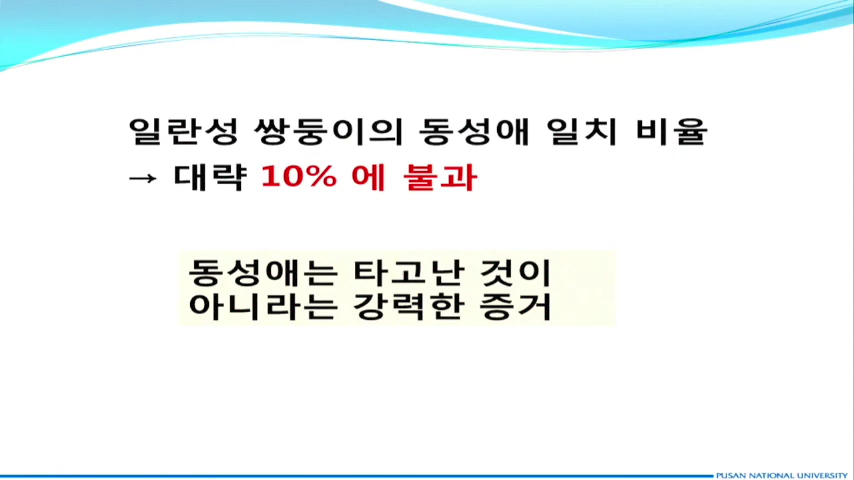 일란성 쌍둥이의 동성애 일치 비율
→ 대략 10% 에 불과
동성애는 타고난 것이
아니라는 강력한 증거
PUSAN NATIONAL UNIVERSITY